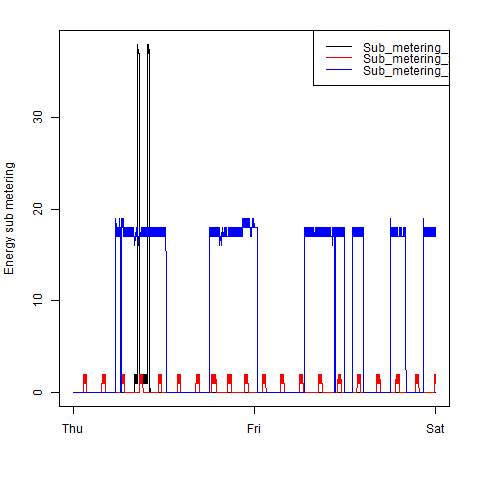 Sub_metering_
Sub_metering_
Sub_metering_
Energy sub metering
30
20
10
0
Thu Fri Sat